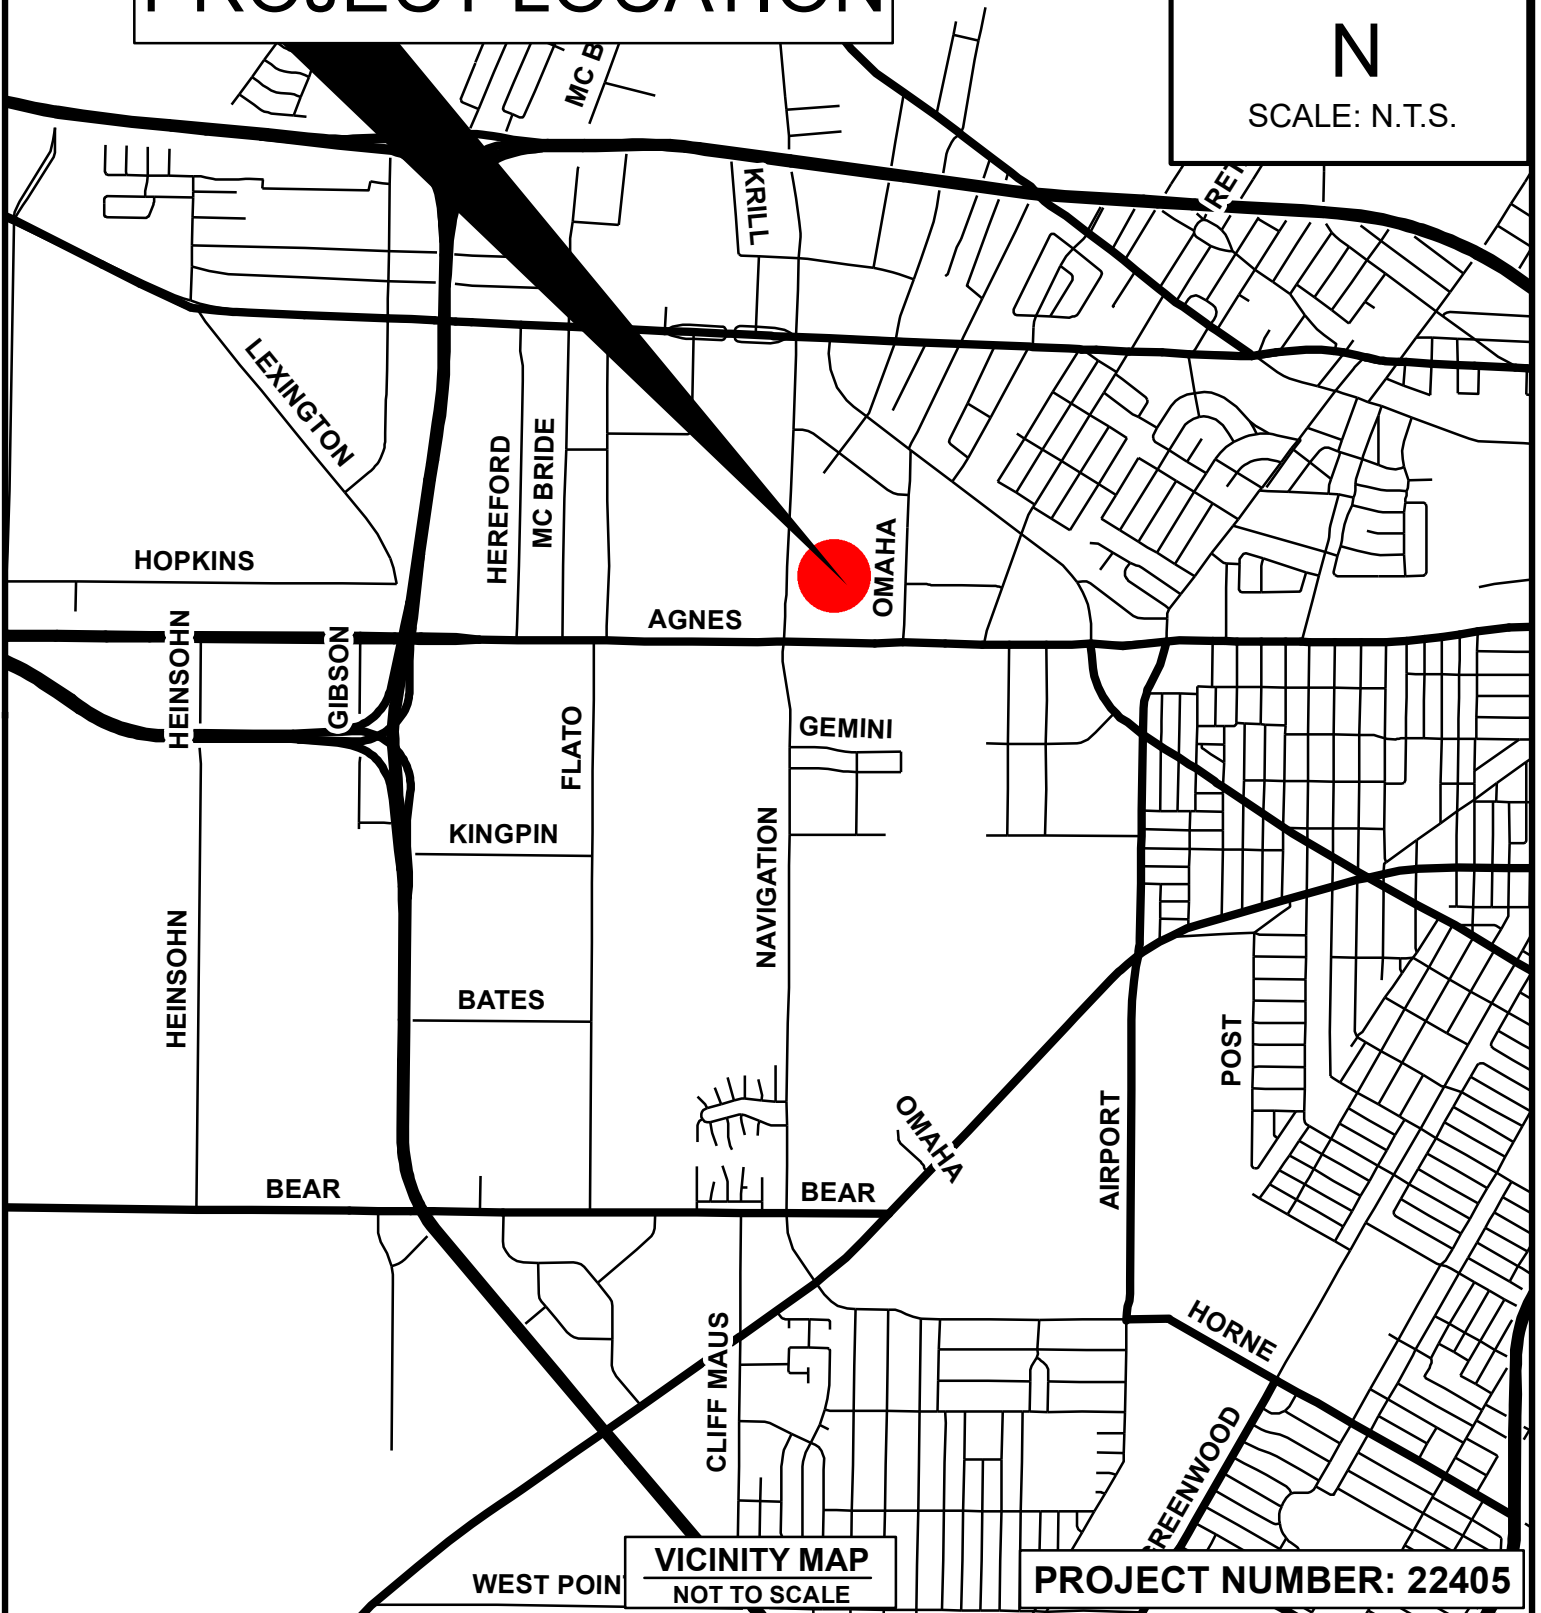 PROJECT LOCATION
N
SCALE: N.T.S.
MC B
RET
KRILL
LEXINGTON
HEREFORD
MC BRIDE
HOPKINS
OMAHA
AGNES
HEINSOHN
GIBSON
FLATO
GEMINI
KINGPIN
NAVIGATION
HEINSOHN
BATES
POST
OMAHA
AIRPORT
BEAR
BEAR
HORNE
CLIFF MAUS
REENWOOD
WEST POIN
VICINITY MAP
NOT TO SCALE
PROJECT NUMBER: 22405